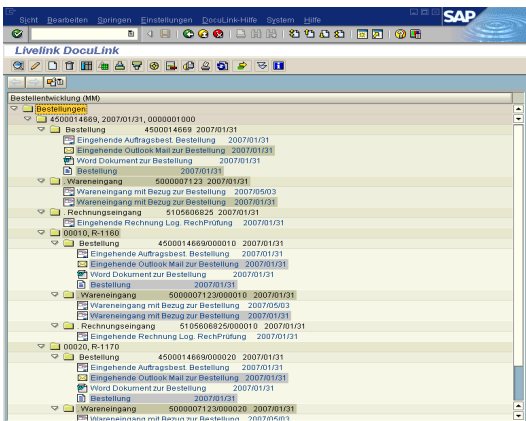 Sicht Bearbeiten Springen Einstellungen DocuLink-Hilfe System Hilfe
SAP
Livelink DocuLink
Bestellentwicklung (MM)
Bestellungen
4500014669, 2007/01/31, 0000001000
Bestellung 4500014669 2007/01/31
Eingehende Auftragsbest. Bestellung 2007/01/31
Eingehende Outlook Mail zur Bestellung 2007/01/31
Word Dokument zur Bestellung 2007/01/31
Bestellung 2007/01/31
. Wareneingang 5000007123 2007/01/31
Wareneingang mit Bezug zur Bestellung 2007/05/03
Wareneingang mit Bezug zur Bestellung 2007/01/31
. Rechnungseingang 5105606825 2007/01/31
Eingehende Rechnung Log. RechPrüfung 2007/01/31
00010, R-1160
Bestellung 4500014669/000010 2007/01/31
Eingehende Auftragsbest. Bestellung 2007/01/31
Eingehende Outlook Mail zur Bestellung 2007/01/31
Word Dokument zur Bestellung 2007/01/31
Bestellung 2007/01/31
. Wareneingang 5000007123/000010 2007/01/31
Wareneingang mit Bezug zur Bestellung 2007/05/03
Wareneingang mit Bezug zur Bestellung 2007/01/31
. Rechnungseingang 5105606825/000010 2007/01/31
Eingehende Rechnung Log. RechPrüfung 2007/01/31
00020, R-1170
Bestellung 4500014669/000020 2007/01/31
Eingehende Auftragsbest. Bestellung 2007/01/31
Eingehende Outlook Mail zur Bestellung 2007/01/31
Word Dokument zur Bestellung 2007/01/31
Bestellung 2007/01/31
. Wareneingang 5000007123/000020 2007/01/31
Wareneingang mit Bezug zur Bestellung 2007/05/03